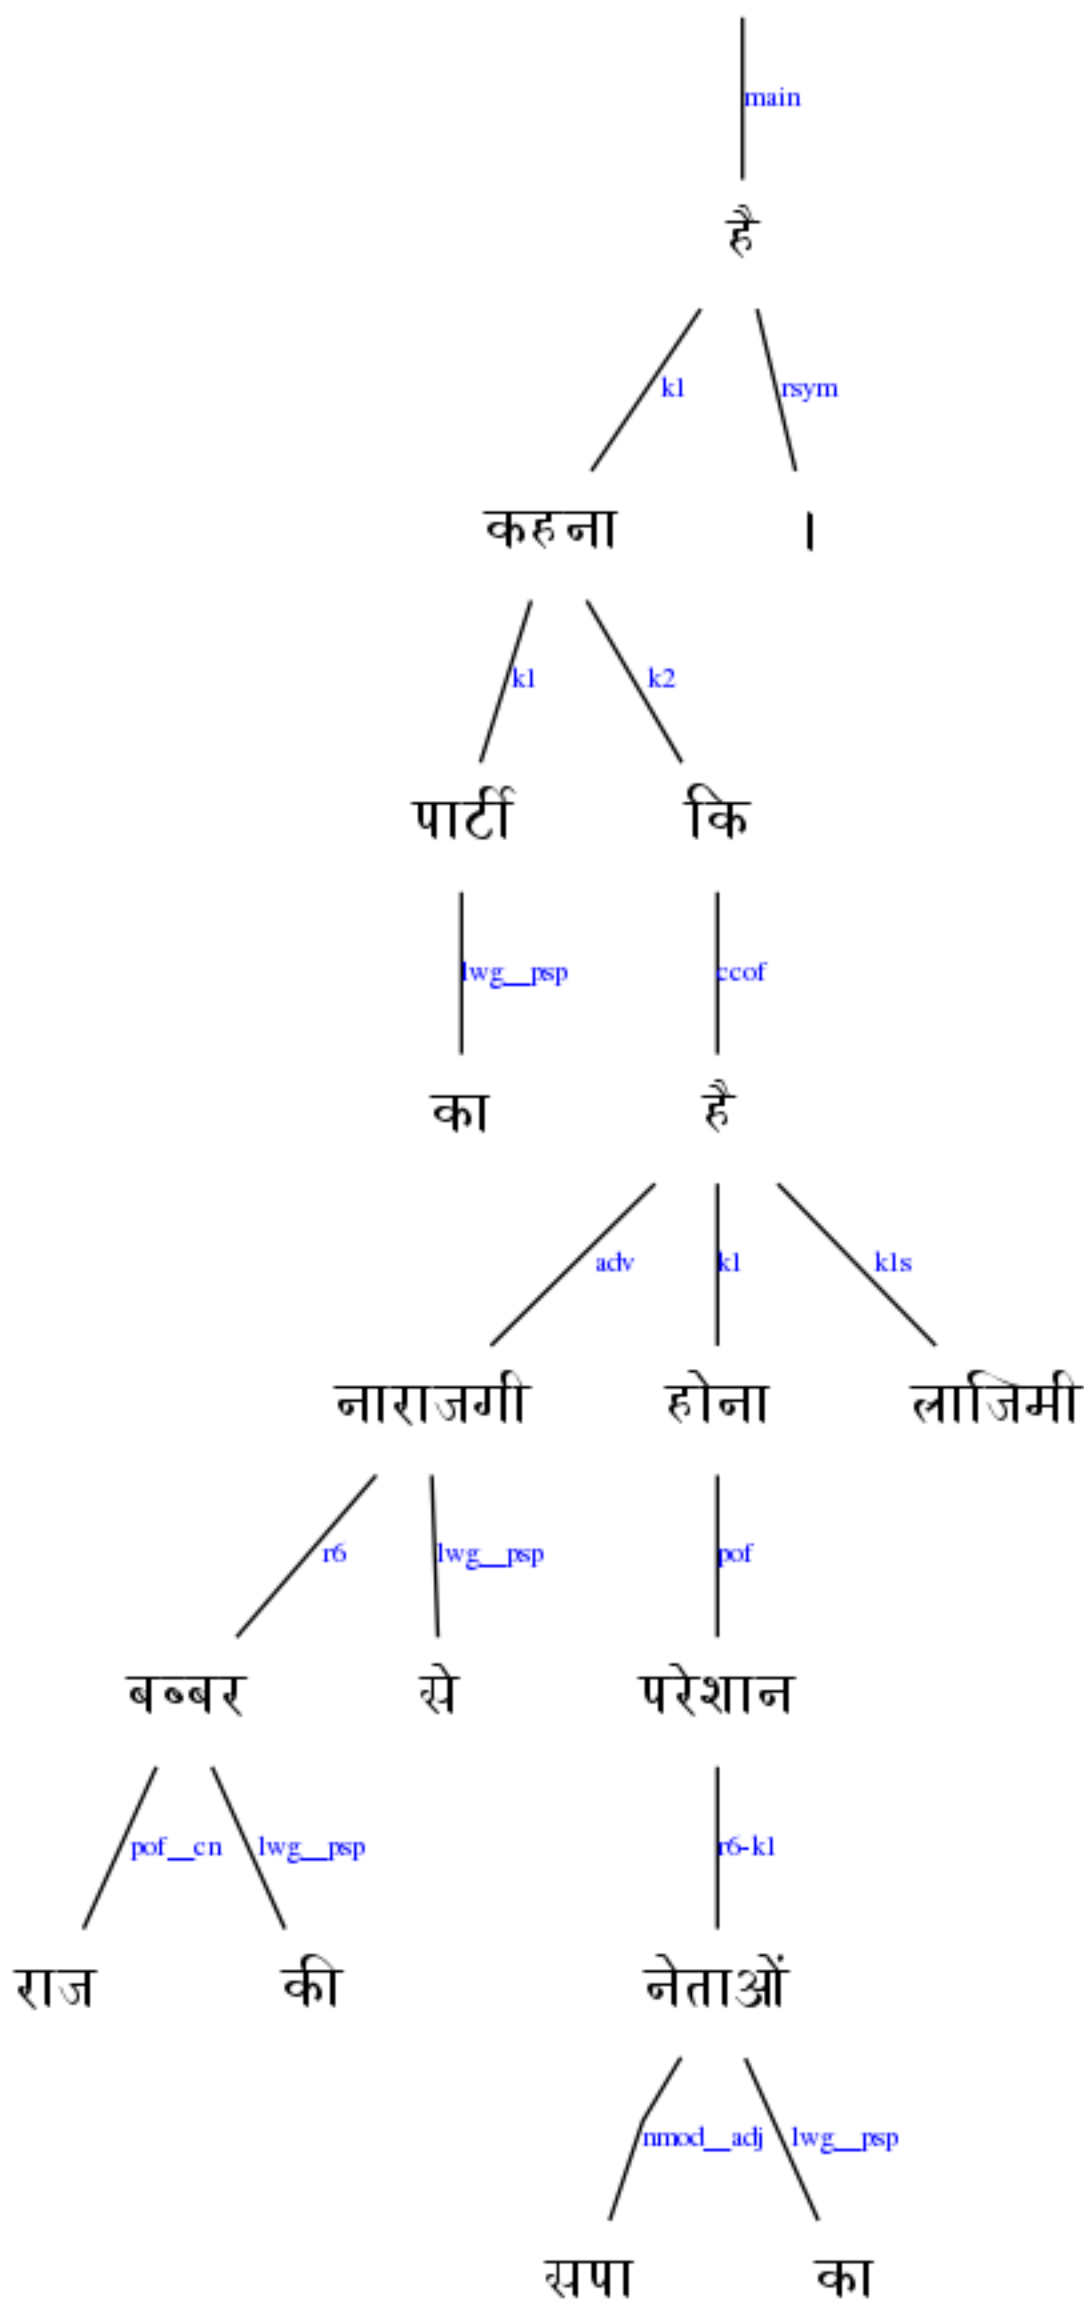 main
है
k1 rsym
कहना ।
k1 k2
पार्टी कि
lwg__psp ccof
का है
adv k1 k1s
नाराजगी होना लाजिमी
r6 lwg__psp pof
बब्बर से परेशान
pof__cn lwg__psp r6-k1
राज की नेताओं
nmod__adj lwg__psp
सपा का